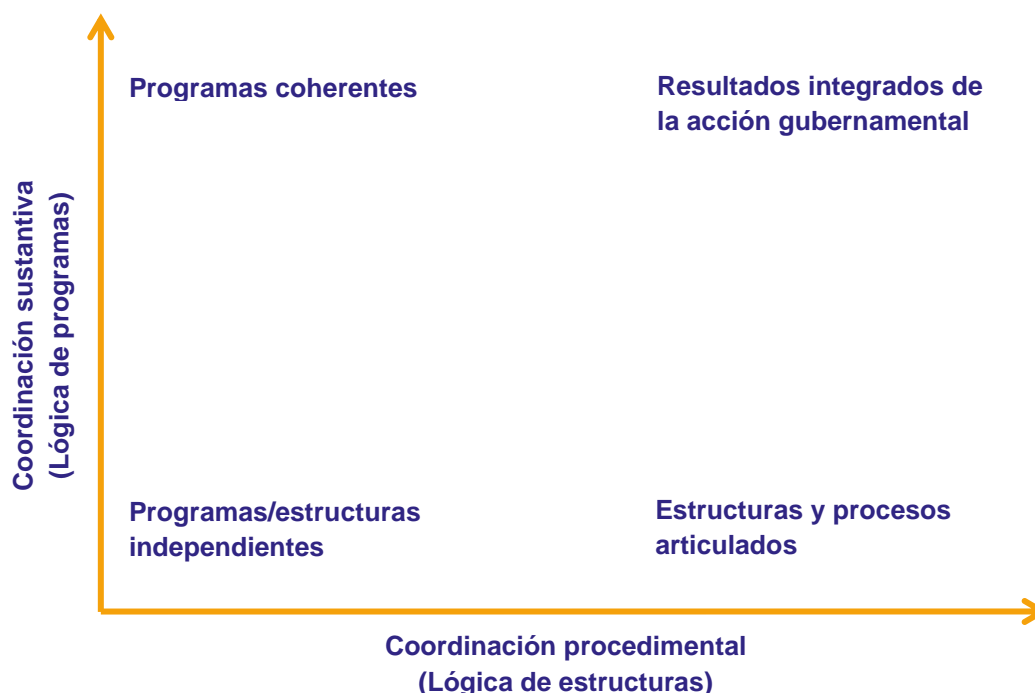 Programas coherentes
Resultados integrados de
la acción gubernamental
Coordinación sustantiva
(Lógica de programas)
Programas/estructuras
independientes
Estructuras y procesos
articulados
Coordinación procedimental
(Lógica de estructuras)